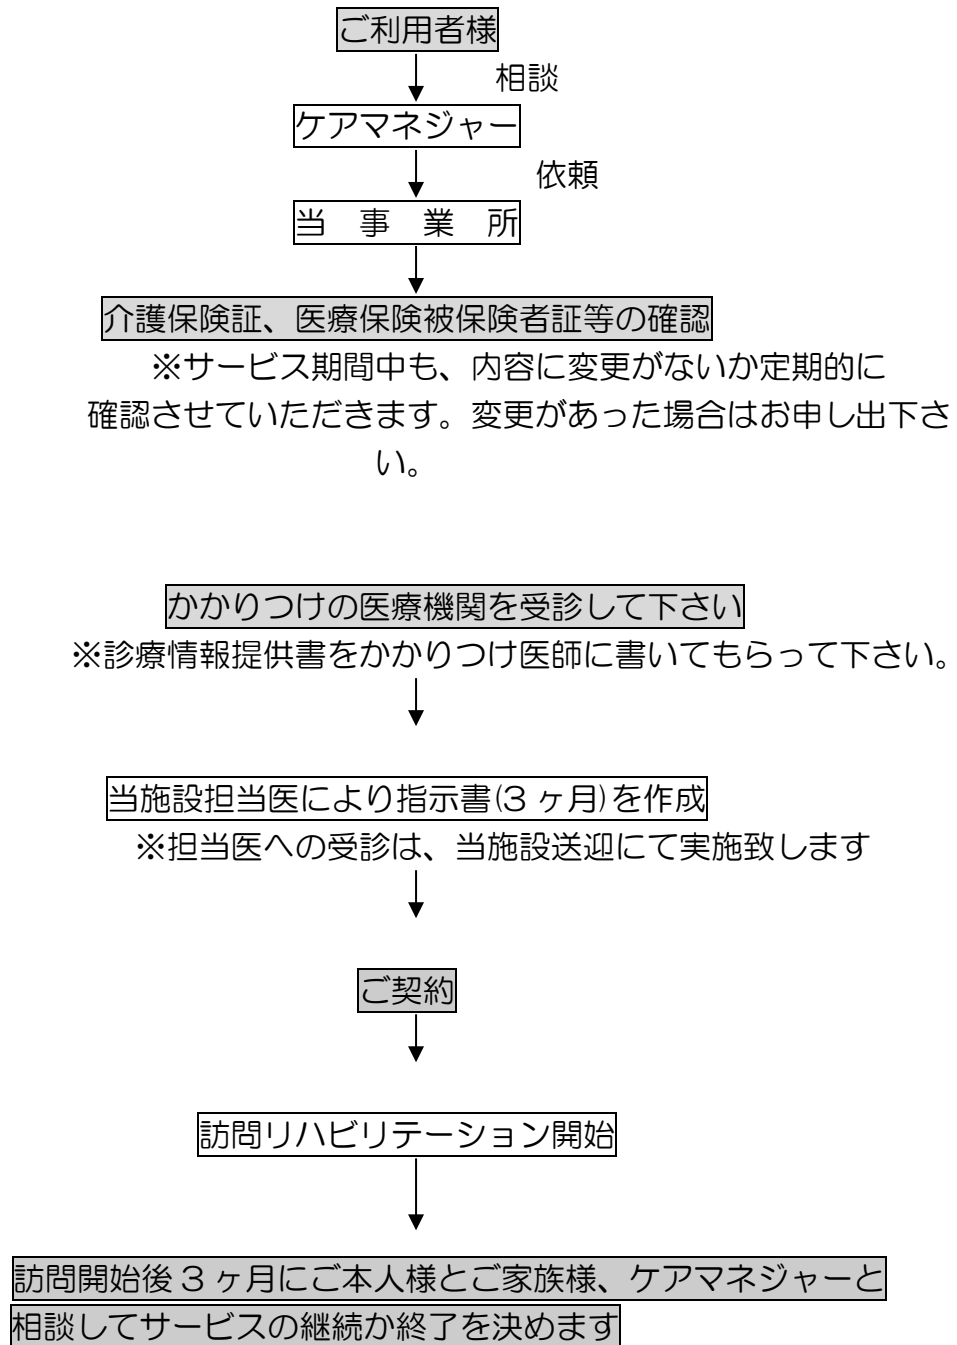 ご利用者様
相談
ケアマネジャー
依頼
当　事　業　所
介護保険証、医療保険被保険者証等の確認
※サービス期間中も、内容に変更がないか定期的に
確認させていただきます。変更があった場合はお申し出下さ
い。
かかりつけの医療機関を受診して下さい
※診療情報提供書をかかりつけ医師に書いてもらって下さい。
当施設担当医により指示書(3 ヶ月)を作成
※担当医への受診は、当施設送迎にて実施致します
ご契約
訪問リハビリテーション開始
訪問開始後 3 ヶ月にご本人様とご家族様、ケアマネジャーと
相談してサービスの継続か終了を決めます